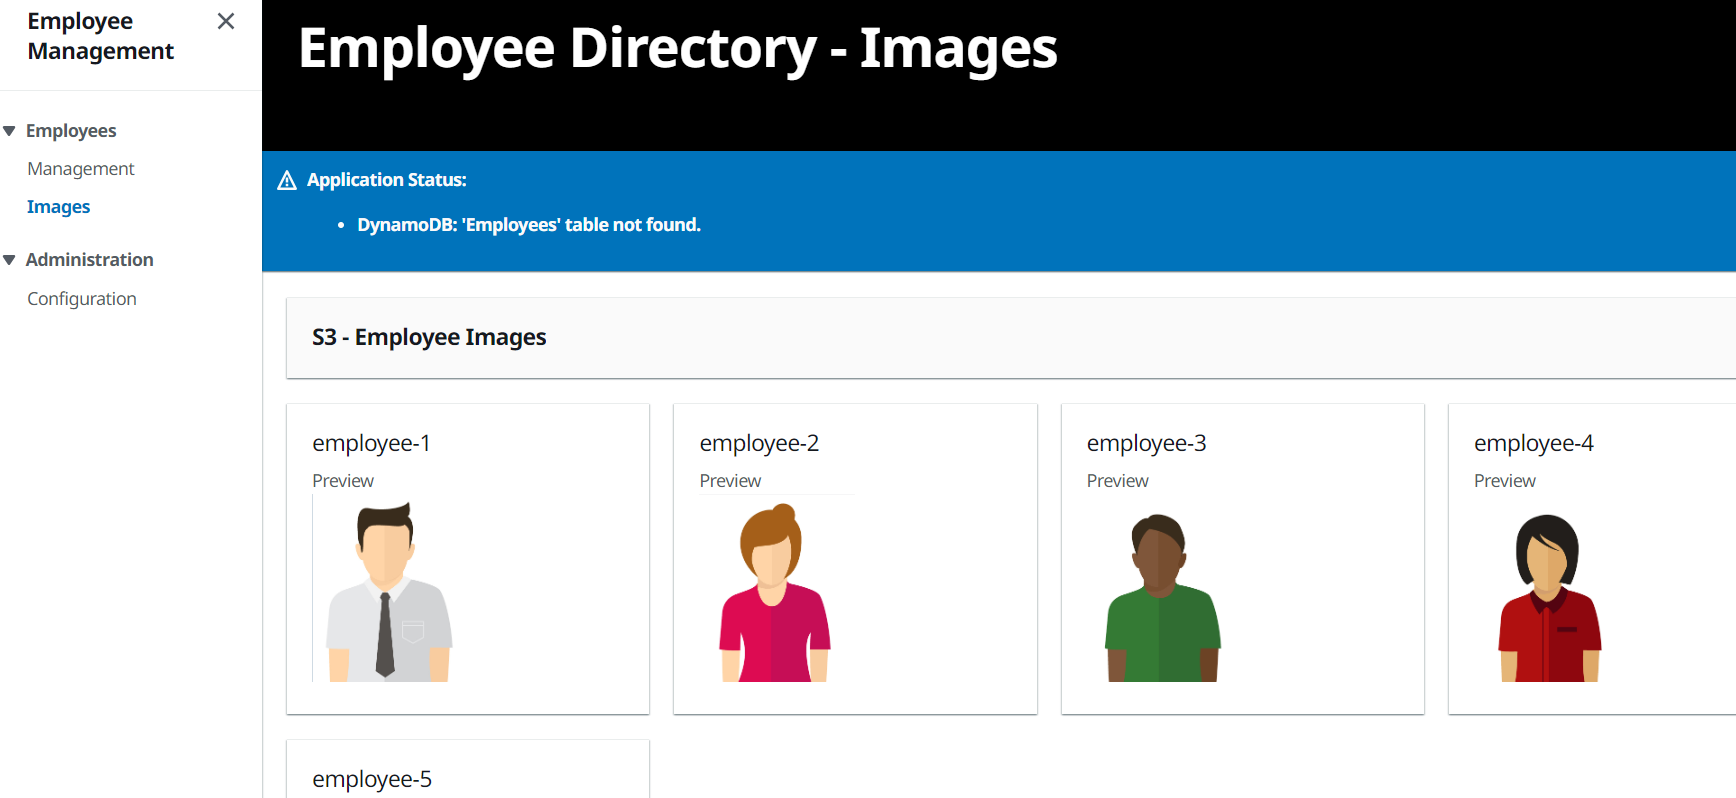 Employee
Management
Employees
Management
Images
Administration
Configuration
Employee Directory - Images
Application Status:
• DynamoDB: 'Employees' table not found.
S3 - Employee Images
employee-1
Preview
employee-2
Preview
employee-3
Preview
employee-4
Preview
employee-5